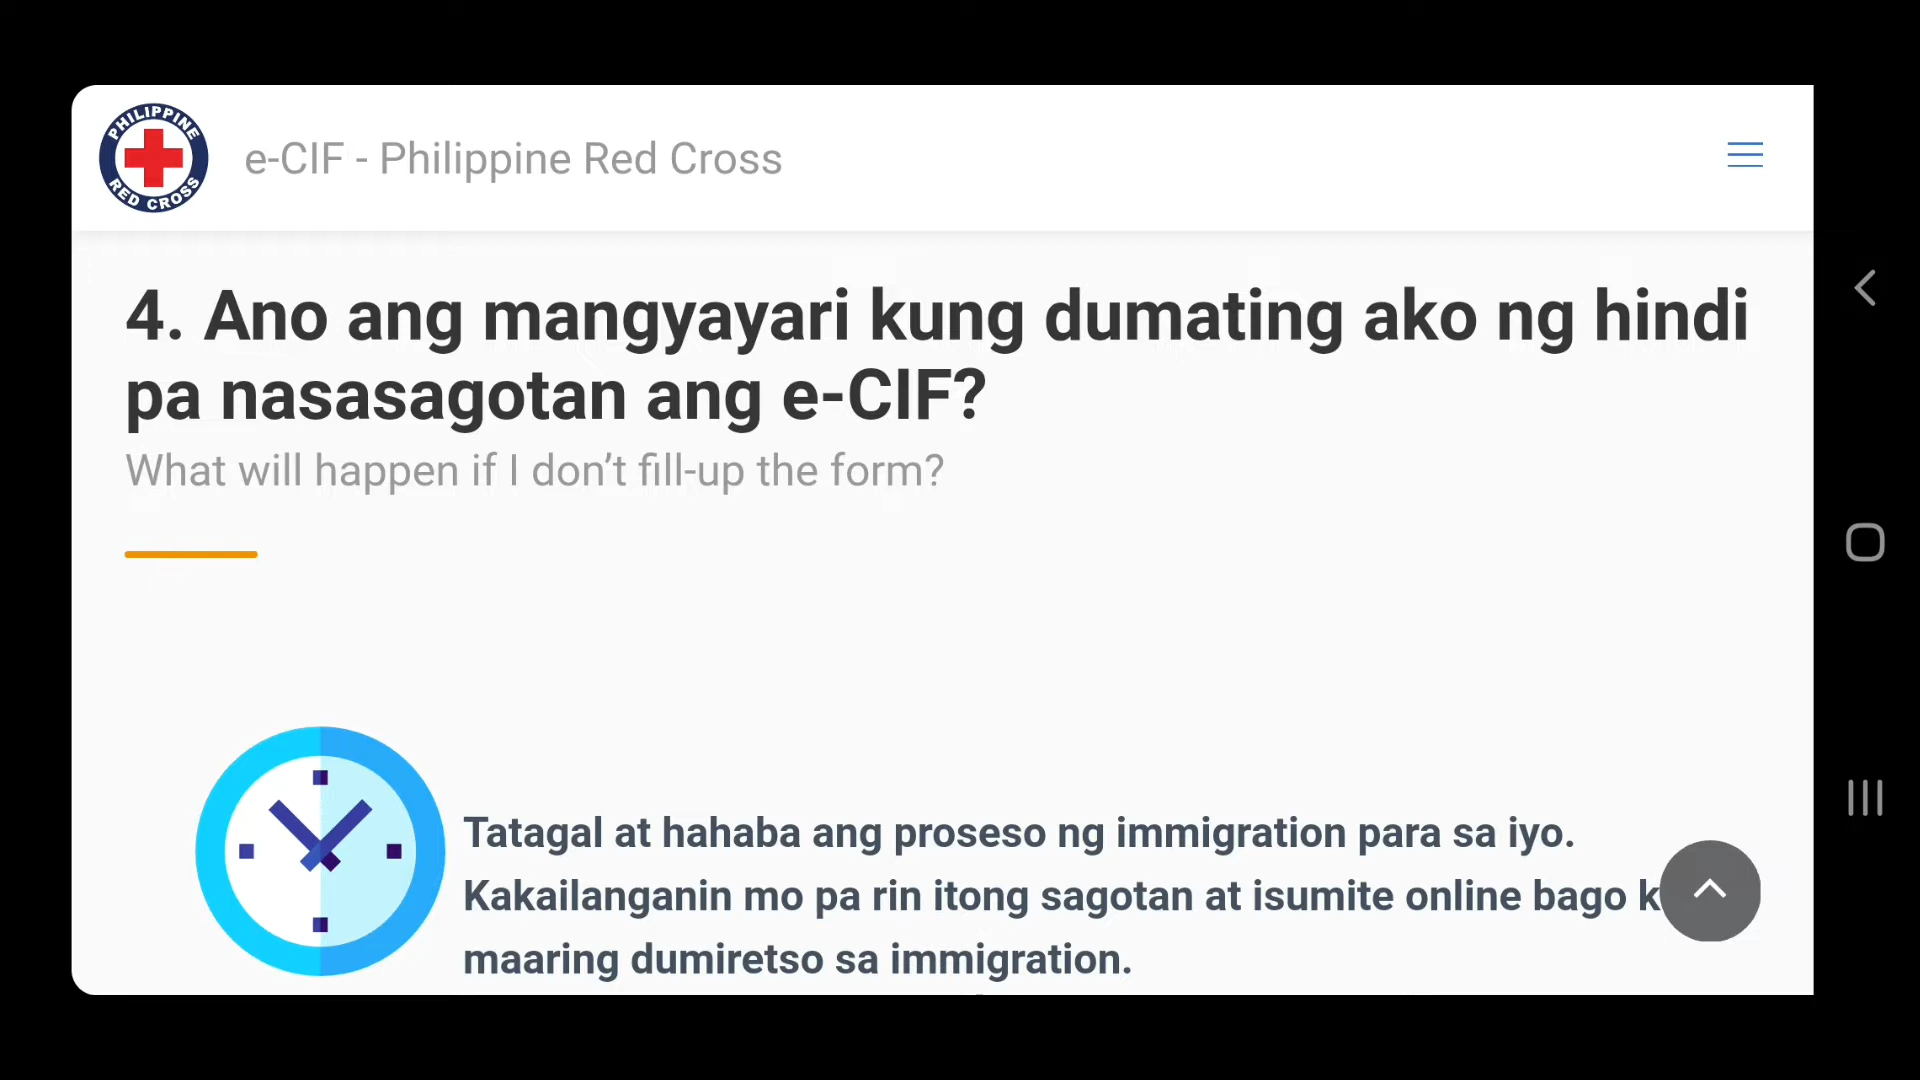 PHILIPPINE
RED CROSS
e-CIF - Philippine Red Cross
4. Ano ang mangyayari kung dumating ako ng hindi
pa nasasagotan ang e-CIF?
What will happen if I don’t fill-up the form?
Tatagal at hahaba ang proseso ng immigration para sa iyo.
Kakailanganin mo pa rin itong sagotan at isumite online bago
maaring dumiretso sa immigration.